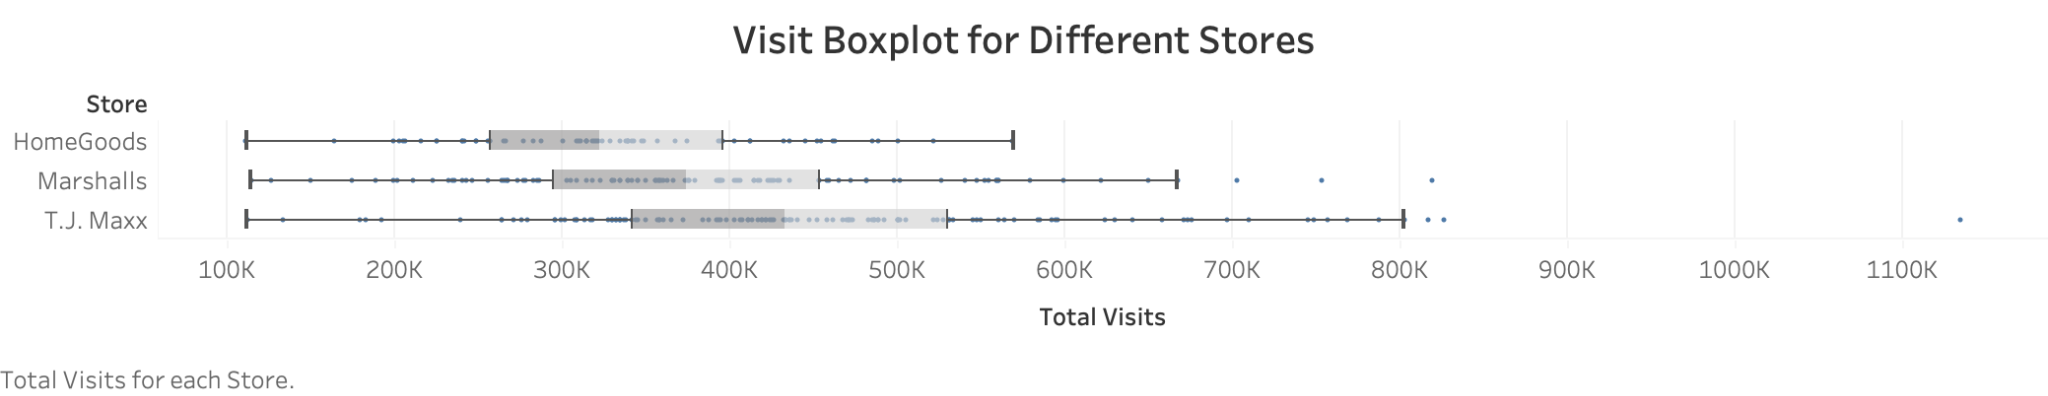 Visit Boxplot for Different Stores
Store
HomeGoods
Marshalls
T.J. Maxx
100K 200K 300K 400K 500K 600K 700K 800K 900K 1000K 1100K
Total Visits
Total Visits for each Store.